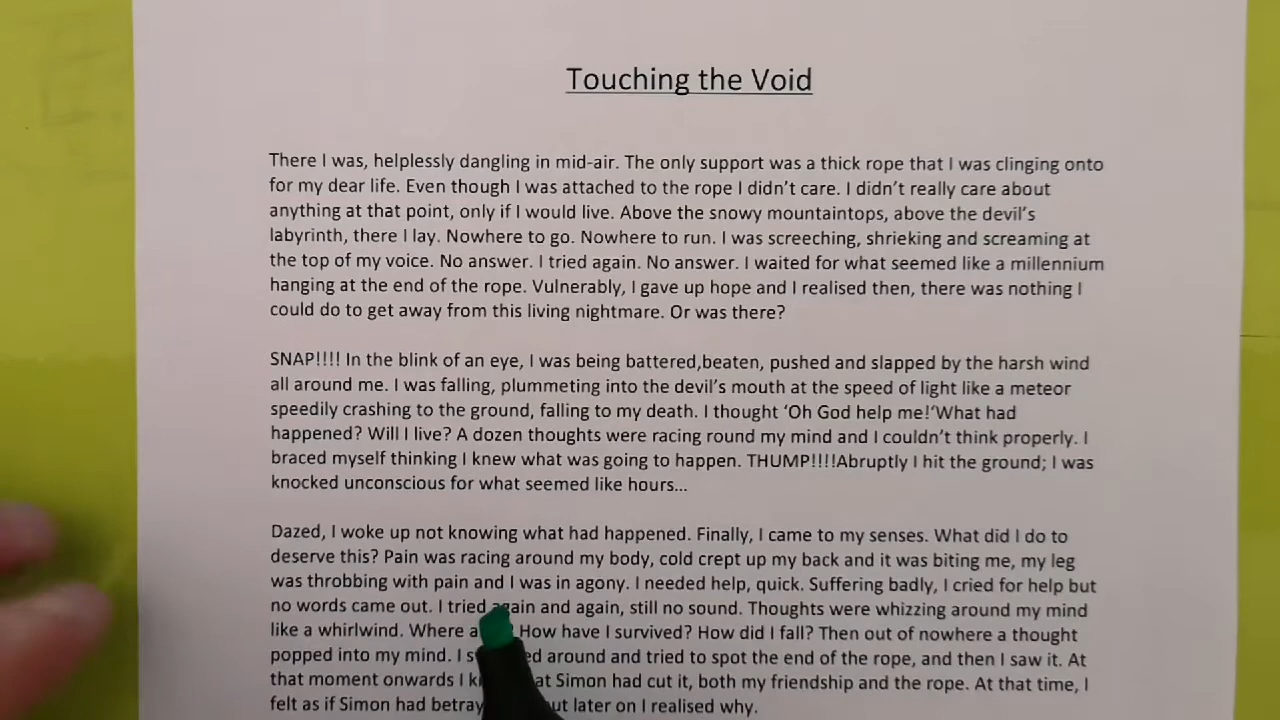 Touching the Void
There I was, helplessly dangling in mid-air. The only support was a thick rope that I was clinging onto
for my dear life. Even though I was attached to the rope I didn't care. I didn't really care about
anything at that point, only if I would live. Above the snowy mountaintops, above the devil's
labyrinth, there I lay. Nowhere to go. Nowhere to run. I was screeching, shrieking and screaming at
the top of my voice. No answer. I tried again. No answer. I waited for what seemed like a millennium
hanging at the end of the rope. Vulnerably, I gave up hope and I realised then, there was nothing I
could do to get away from this living nightmare. Or was there?
SNAP!!!! In the blink of an eye, I was being battered,beaten, pushed and slapped by the harsh wind
all around me. I was falling, plummeting into the devil's mouth at the speed of light like a meteor
speedily crashing to the ground, falling to my death. I thought 'Oh God help me!'What had
happened? Will I live? A dozen thoughts were racing round my mind and I couldn't think properly. I
braced myself thinking I knew what was going to happen. THUMP!!!!Abruptly I hit the ground; I was
knocked unconscious for what seemed like hours...
Dazed, I woke up not knowing what had happened. Finally, I came to my senses. What did I do to
deserve this? Pain was racing around my body, cold crept up my back and it was biting me, my leg
was throbbing with pain and I was in agony. I needed help, quick. Suffering badly, I cried for help but
no words came out. I tried again and again, still no sound. Thoughts were whizzing around my mind
like a whirlwind. Where How have I survived? How did I fall? Then out of nowhere a thought
popped into my mind. I around and tried to spot the end of the rope, and then I saw it. At
that moment onwards I Simon had cut it, both my friendship and the rope. At that time, I
felt as if Simon had later on I realised why.